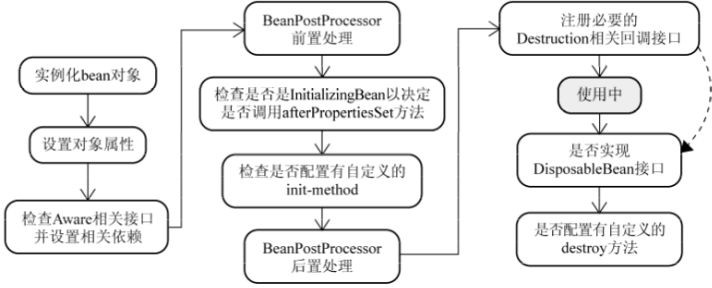 实例化bean对象
设置对象属性
检查Aware相关接口
并设置相关依赖
BeanPostProcessor
前置处理
检查是否是InitializingBean以决定
是否调用afterPropertiesSet方法
检查是否配置有自定义的
init-method
BeanPostProcessor
后置处理
注册必要的
Destruction相关回调接口
使用中
是否实现
DisposableBean接口
是否配置有自定义的
destroy方法